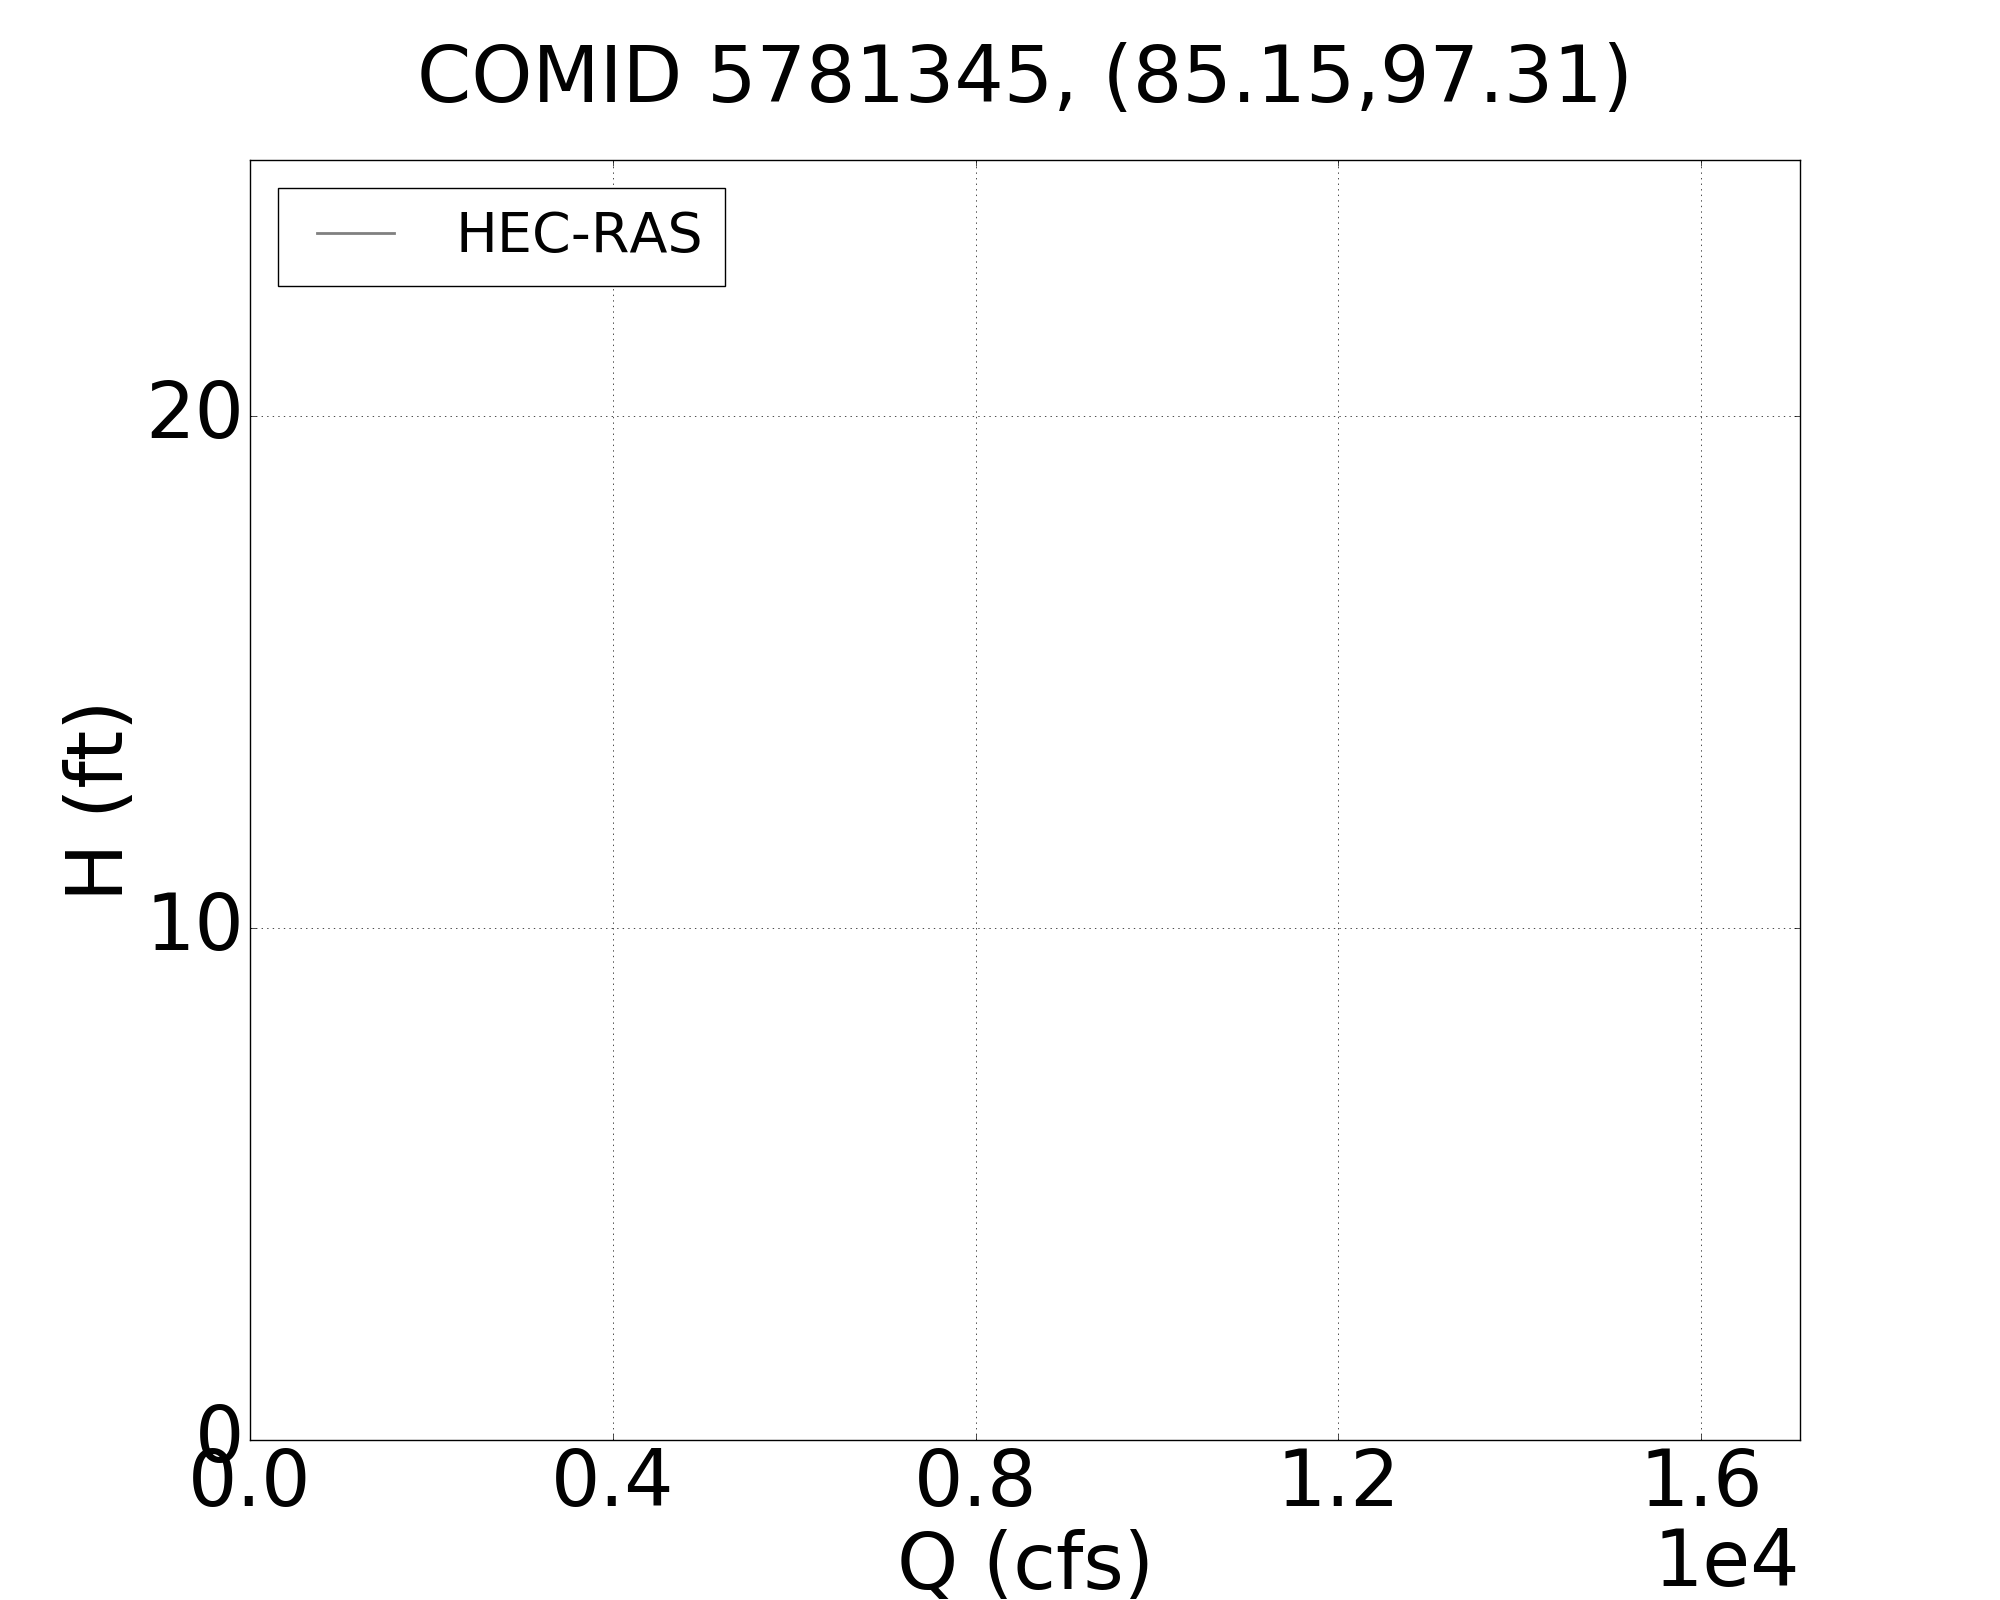 COMID 5781345, (85.15,97.31)
HEC-RAS
20
10
0
H (ft)
0.0 0.4 0.8 1.2 1.6
1e4
Q (cfs)